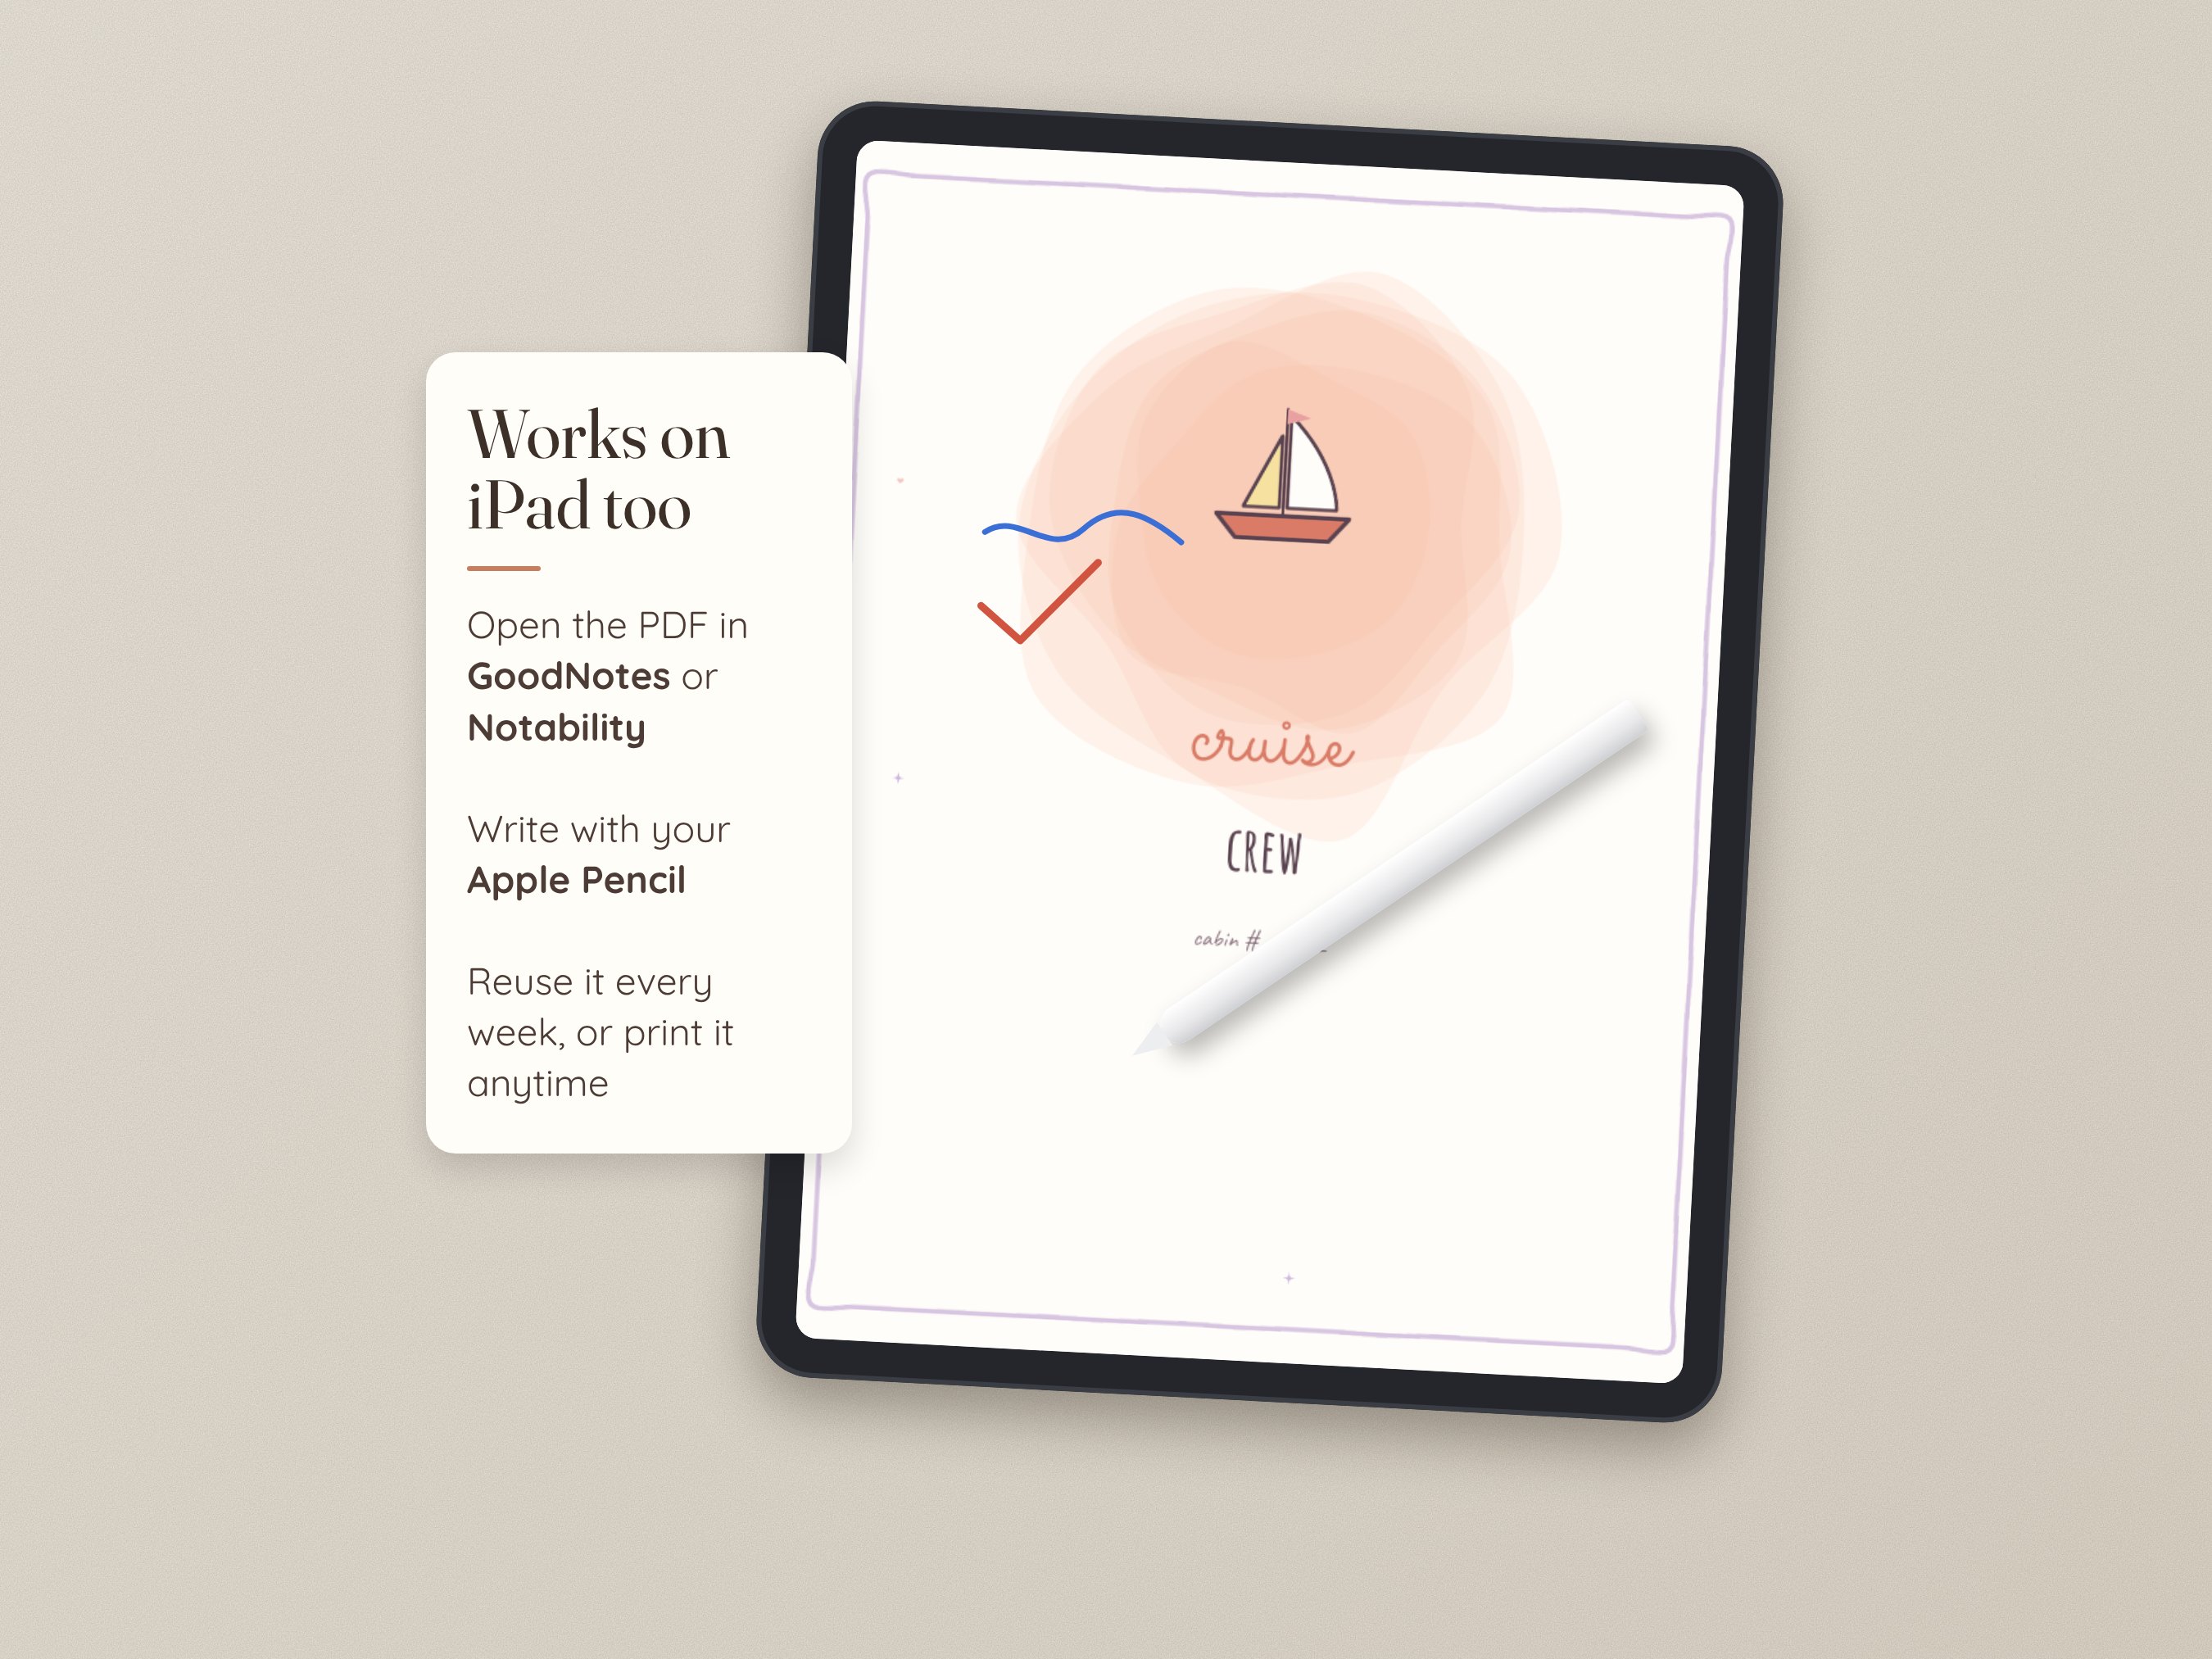 Works on
iPad too
Open the PDF in
GoodNotes or
Notability
Write with your
Apple Pencil
Reuse it every
week, or print it
anytime
cruise
CREW
cabin #